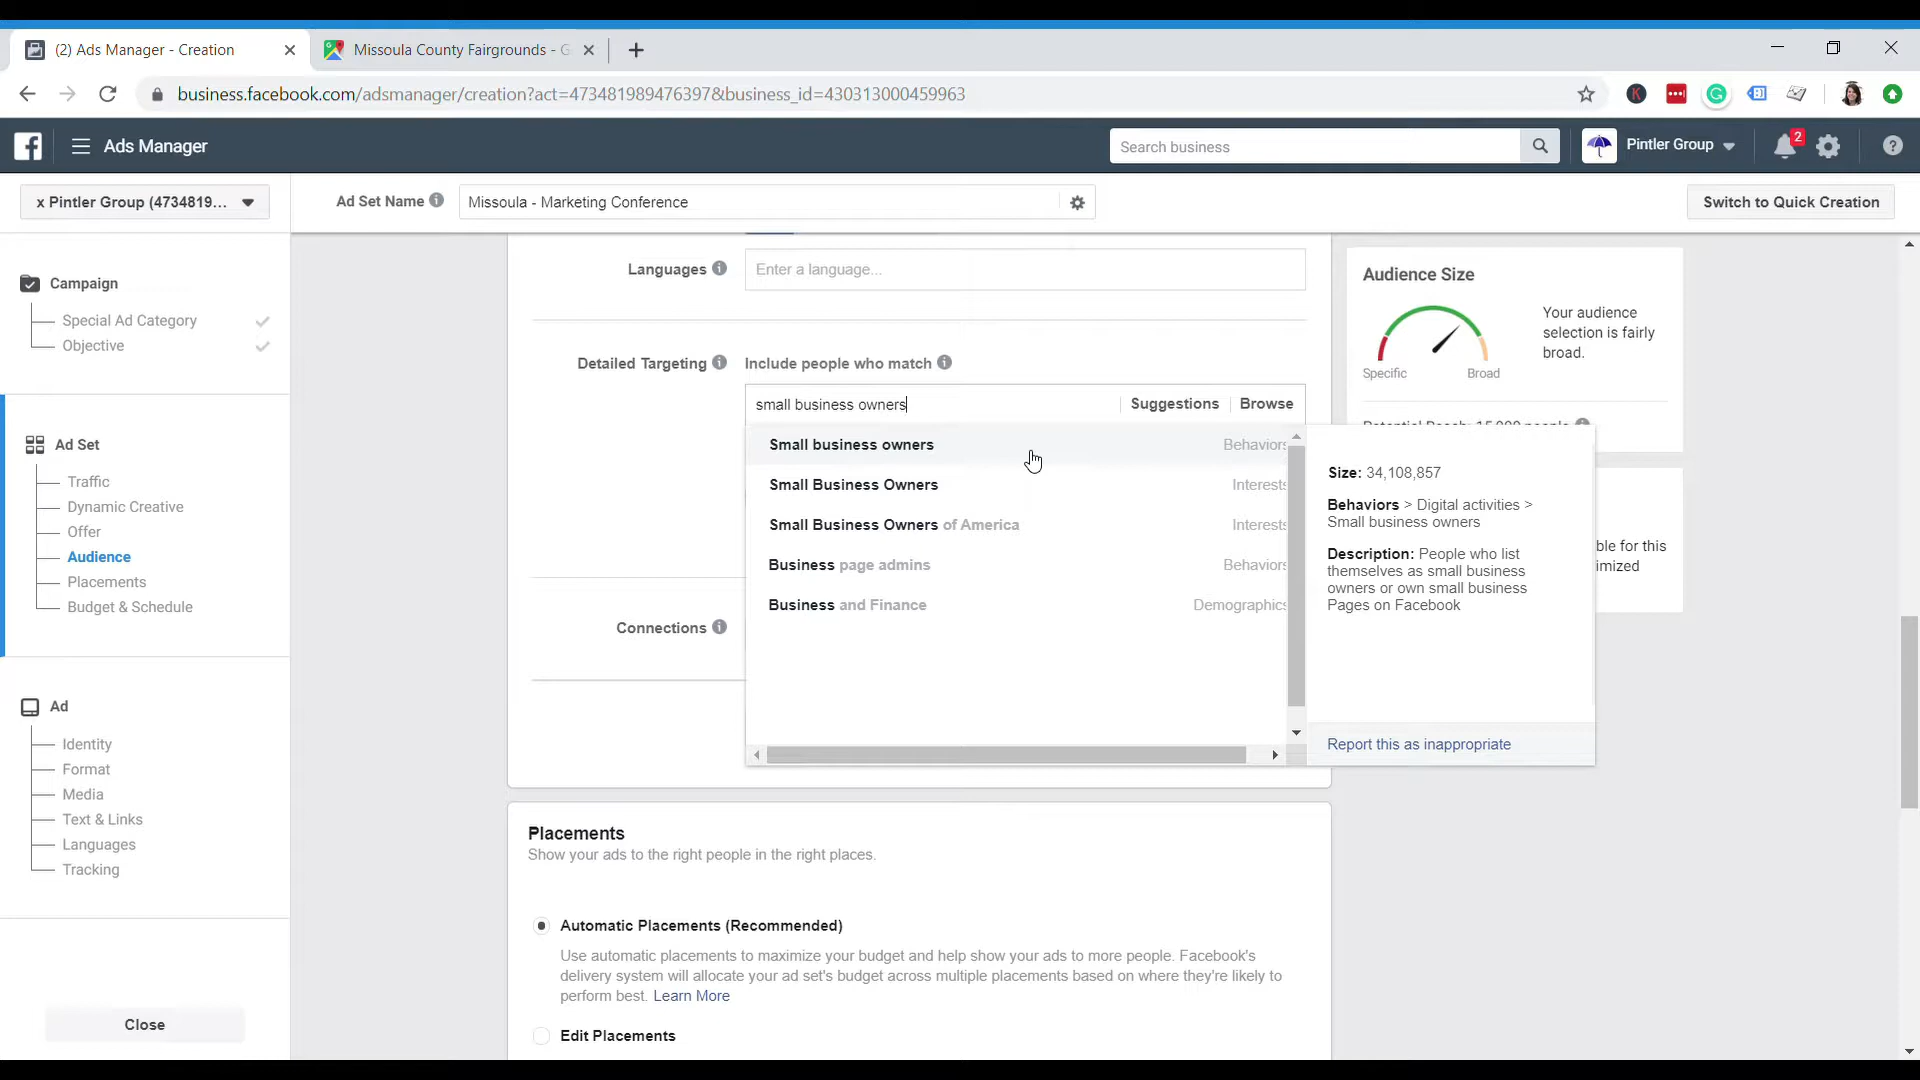 (2) Ads Manager - Creation
Missoula County Fairgrounds - G
business.facebook.com/adsmanager/creation?act=473481989476397&business_id=430313000459963
Ads Manager
Search business
Pintler Group
2
x Pintler Group (4734819...
Ad Set Name
Missoula - Marketing Conference
Switch to Quick Creation
Campaign
Special Ad Category
Objective
Ad Set
Traffic
Dynamic Creative
Offer
Audience
Placements
Budget & Schedule
Ad
Identity
Format
Media
Text & Links
Languages
Tracking
Close
Languages
Enter a language...
Detailed Targeting
Include people who match
small business owners
Suggestions
Browse
Small business owners
Behaviors
Small Business Owners
Interests
Small Business Owners of America
Interests
Business page admins
Behaviors
Business and Finance
Demographics
Connections
Size: 34,108,857
Behaviors > Digital activities >
Small business owners
Description: People who list
themselves as small business
owners or own small business
Pages on Facebook
Report this as inappropriate
Audience Size
Specific
Broad
Your audience
selection is fairly
broad.
ble for this
imized
Placements
Show your ads to the right people in the right places.
Automatic Placements (Recommended)
Use automatic placements to maximize your budget and help show your ads to more people. Facebook's
delivery system will allocate your ad set's budget across multiple placements based on where they're likely to
perform best. Learn More
Edit Placements